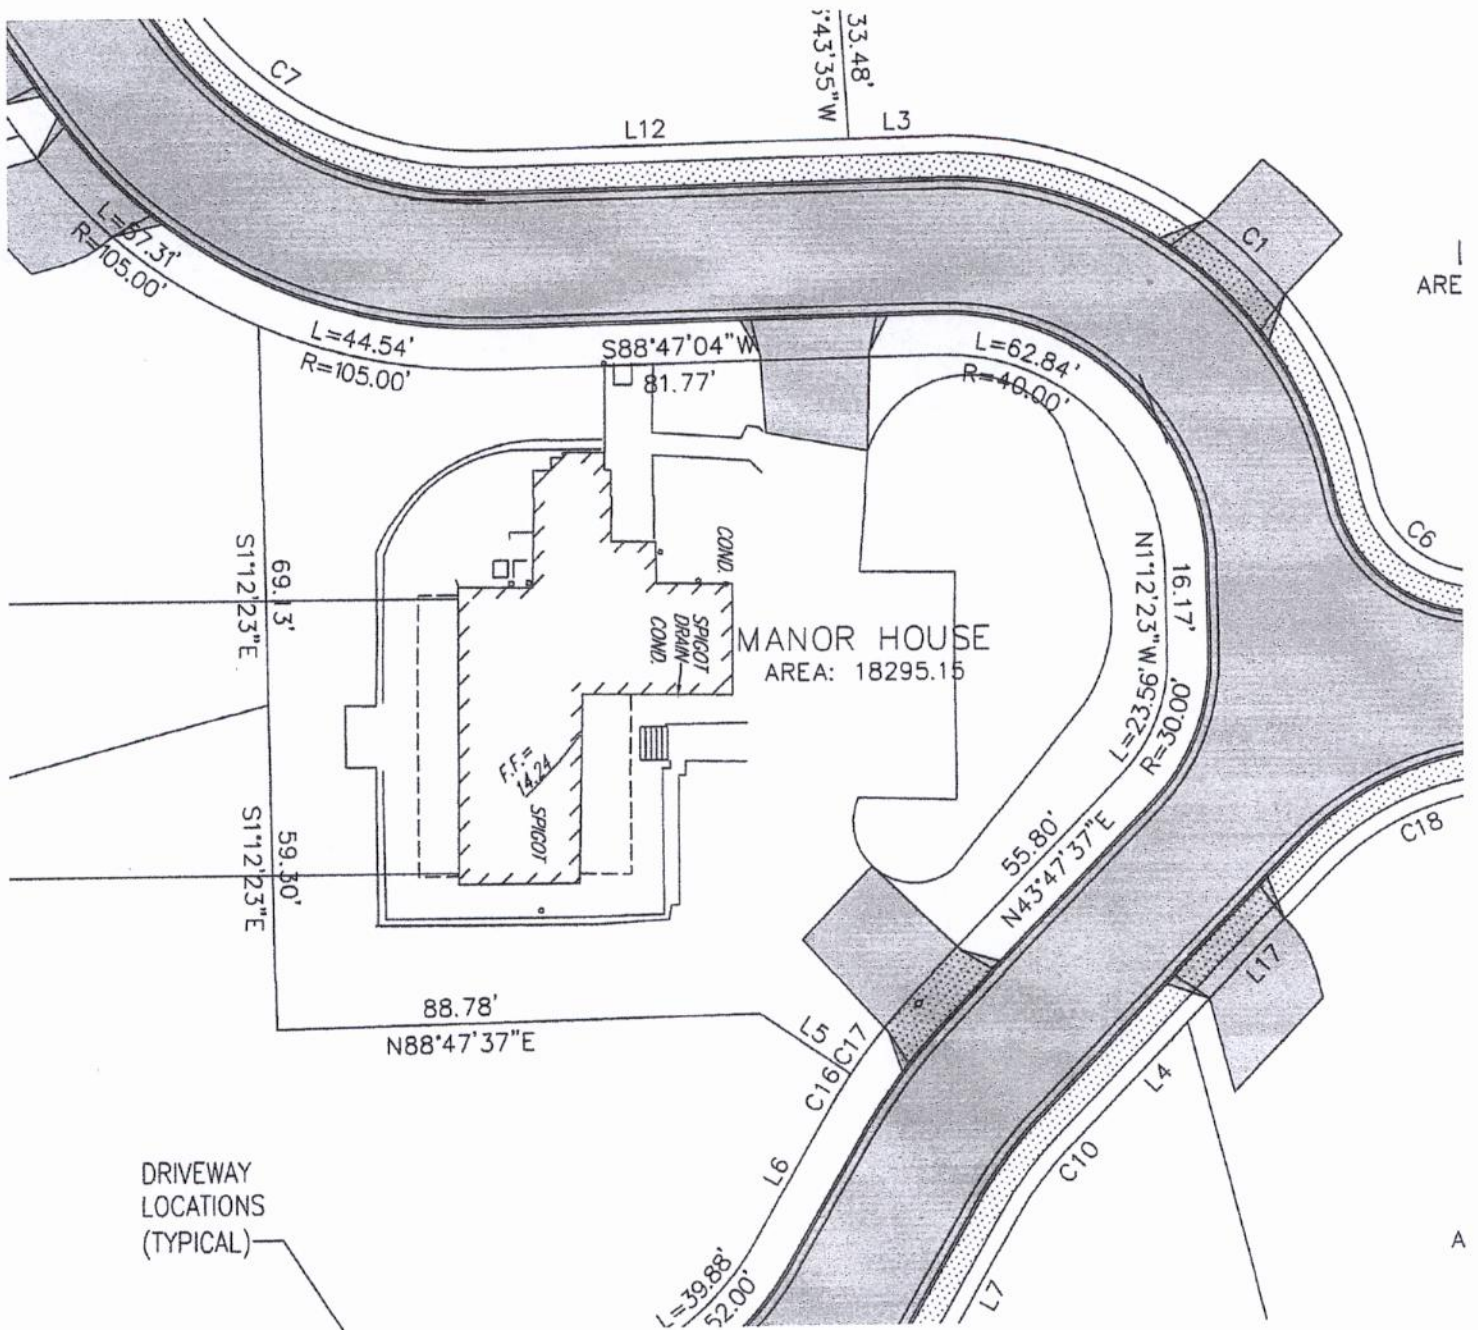 33.48'
5°43'35"W
C7
L12
L3
C1
ARE
L=67.31'
R=105.00'
L=44.54'
R=105.00'
S88°47'04"W
81.77'
L=62.84'
R=40.00'
C6
COND.
69.13'
S1°12'23"E
SPIGOT
DRAIN
COND.
MANOR HOUSE
AREA: 18295.15
16.17'
N1°12'23"W
L=23.56'
R=30.00'
F.F.=
14.24
SPIGOT
59.30'
S1°12'23"E
55.80'
N43°47'37"E
C18
L17
88.78'
N88°47'37"E
L5
C17
C16
L4
L6
C10
DRIVEWAY
LOCATIONS
(TYPICAL)
A
L=39.88'
52.00'
L7